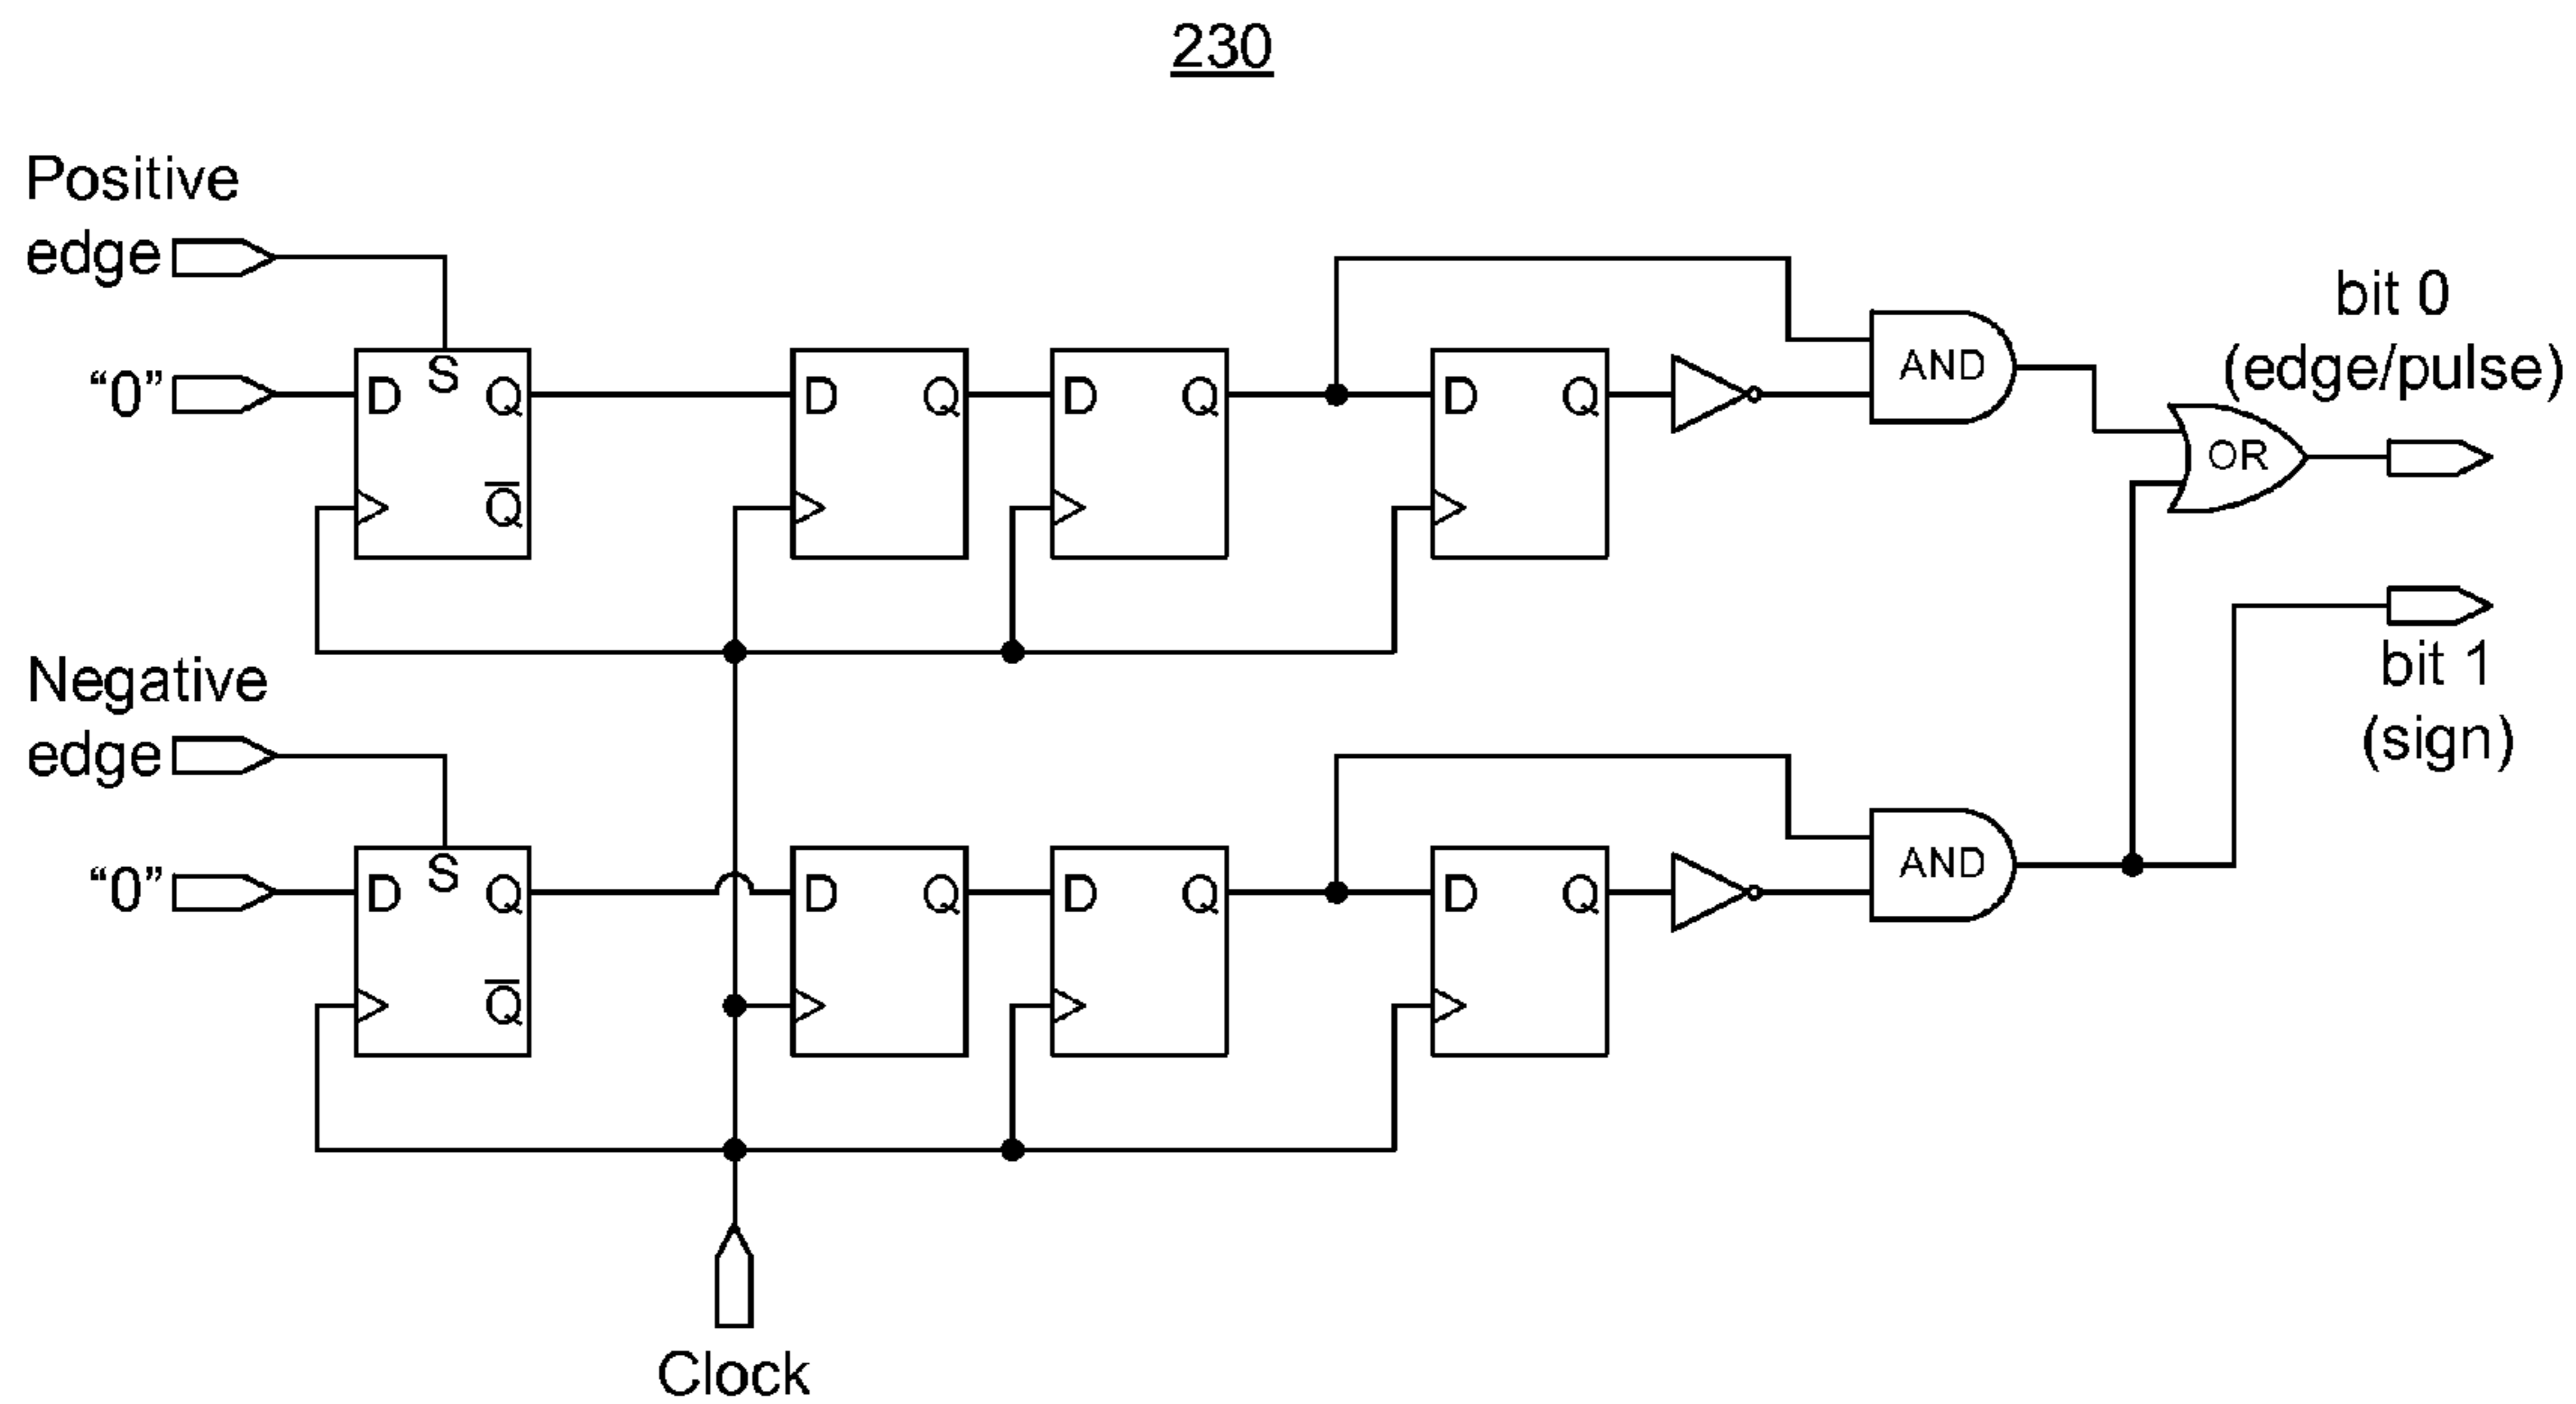 230
Positive
edge
"0"
D S Q
Q̅
D Q
D Q
D Q
AND
OR
bit 0
(edge/pulse)
bit 1
(sign)
Negative
edge
“0”
D S Q
Q̅
D Q
D Q
D Q
AND
Clock